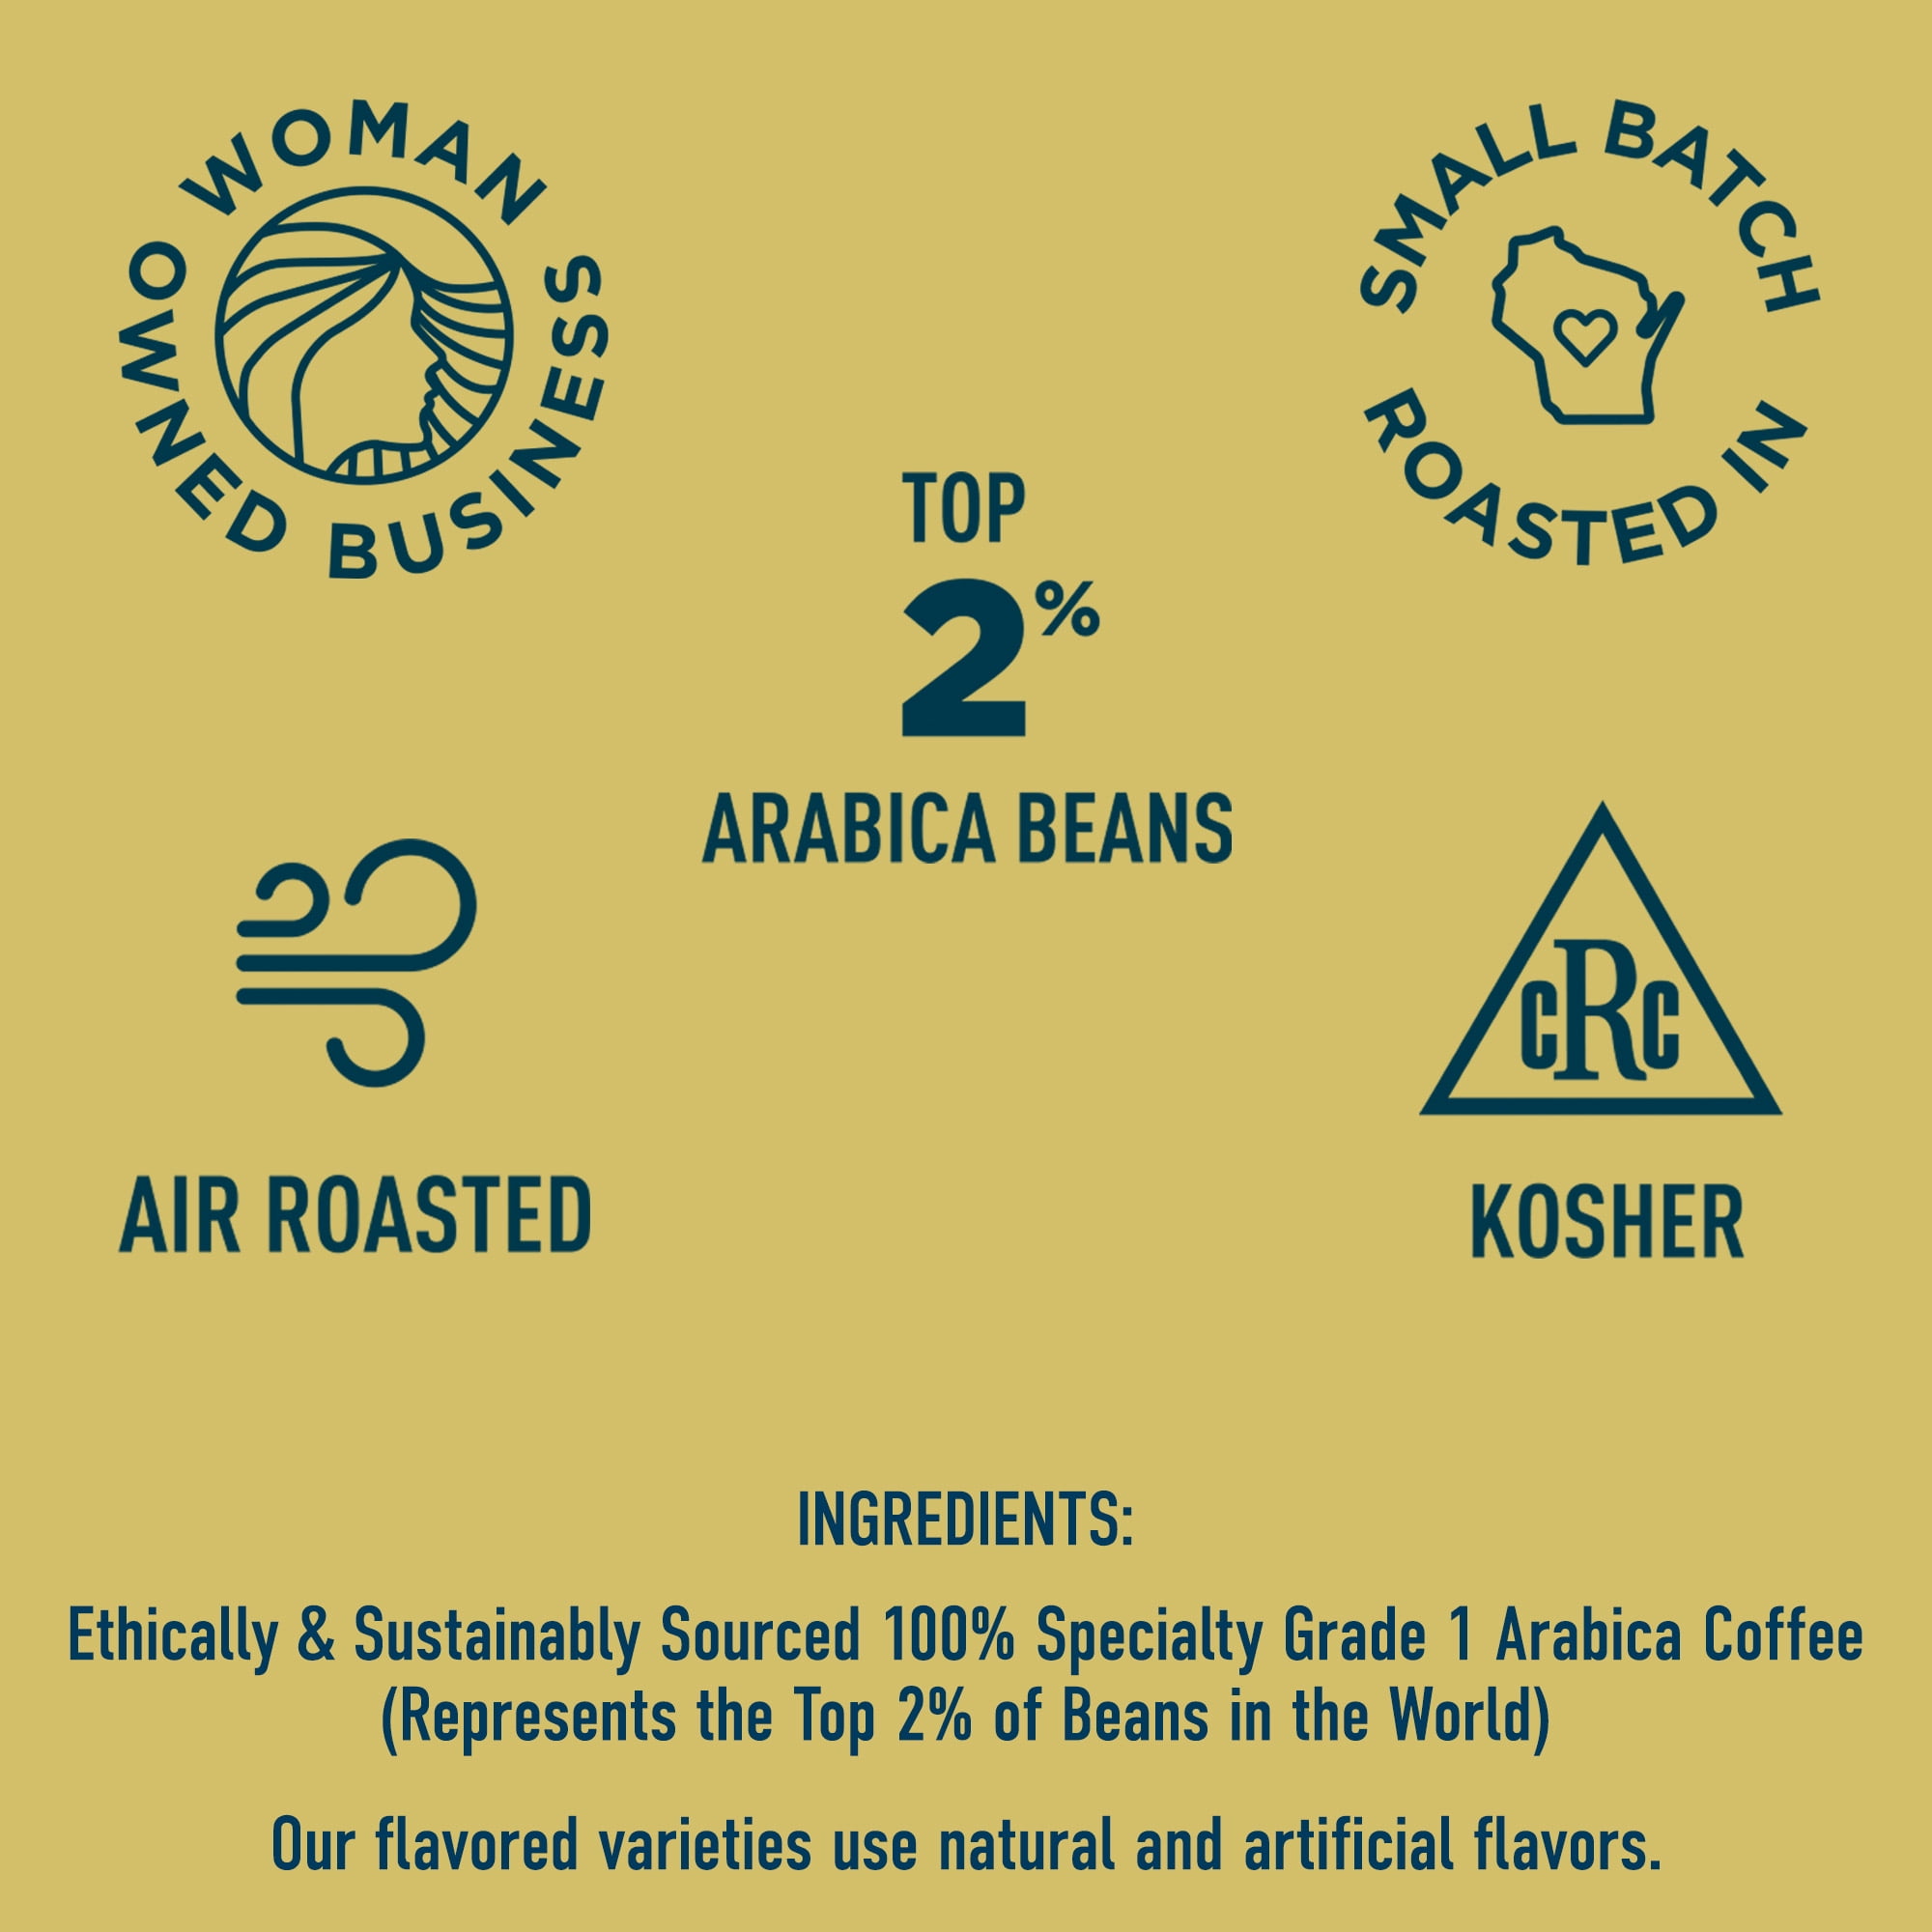 WOMAN OWNED BUSINESS
SMALL BATCH
ROASTED IN
TOP
2%
ARABICA BEANS
AIR ROASTED
cRc
KOSHER
INGREDIENTS:
Ethically & Sustainably Sourced 100% Specialty Grade 1 Arabica Coffee
(Represents the Top 2% of Beans in the World)
Our flavored varieties use natural and artificial flavors.